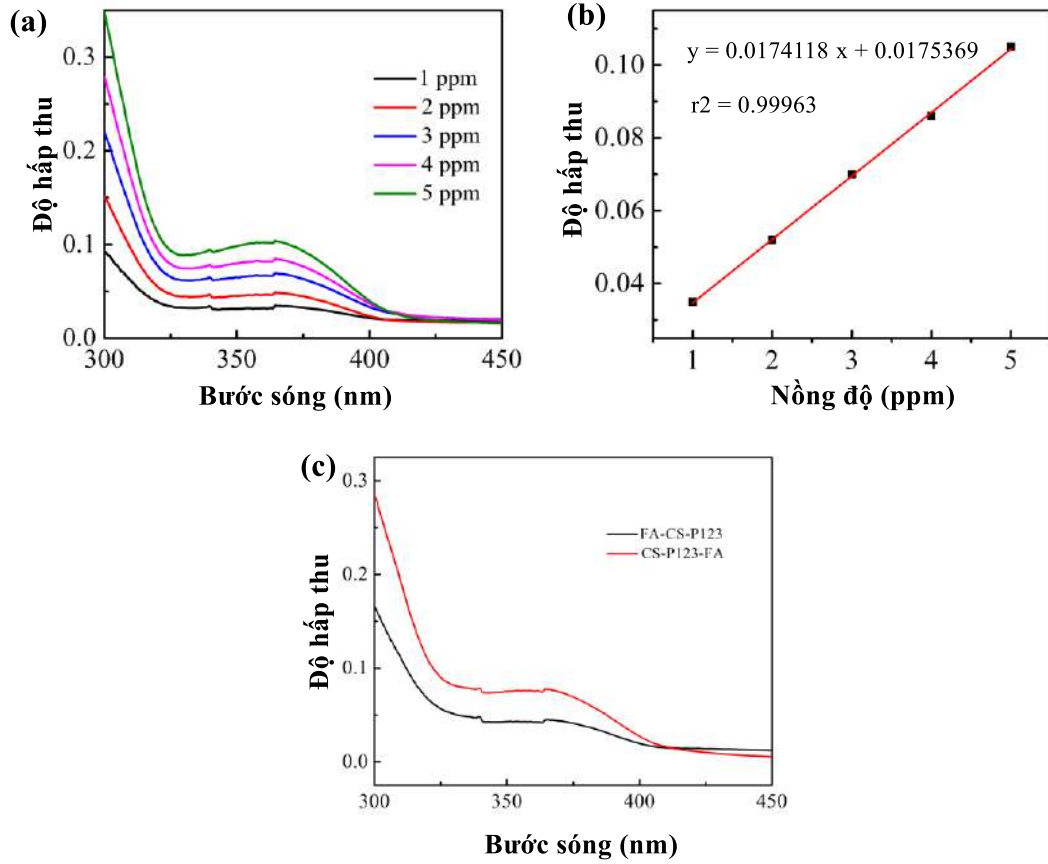 (a)
Độ hấp thu
0.3
0.2
0.1
0.0
1 ppm
2 ppm
3 ppm
4 ppm
5 ppm
300
350
400
450
Bước sóng (nm)
(b)
Độ hấp thu
0.10
0.08
0.06
0.04
y = 0.0174118 x + 0.0175369
r2 = 0.99963
1
2
3
4
5
Nồng độ (ppm)
(c)
Độ hấp thu
0.3
0.2
0.1
0.0
FA-CS-P123
CS-P123-FA
300
350
400
450
Bước sóng (nm)